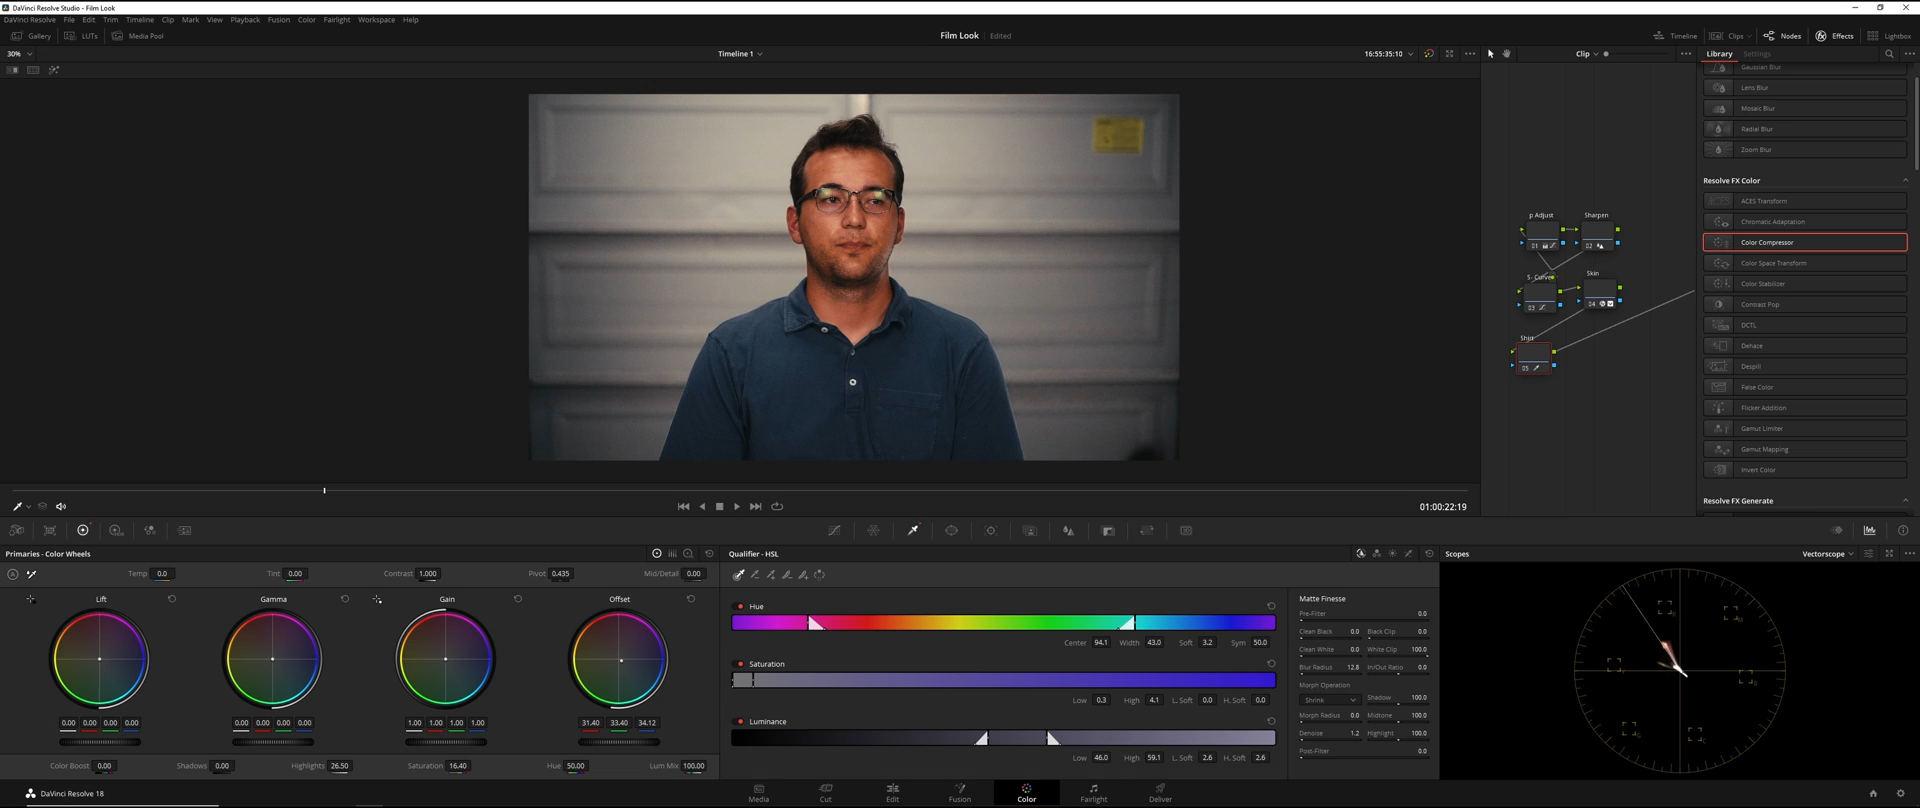 DaVinci Resolve Studio - Film Look
DaVinci Resolve File Edit Trim Timeline Clip Mark View Playback Fusion Color Fairlight Workspace Help
Gallery LUTs Media Pool Film Look Edited Timeline Clips Nodes Effects Lightbox
30% Timeline 1 16:55:35:10 Clip Library Settings
Gaussian Blur
Lens Blur
Mosaic Blur
Radial Blur
Zoom Blur
Resolve FX Color
ACES Transform
Chromatic Adaptation
Color Compressor
Color Space Transform
Color Stabilizer
Contrast Pop
DCTL
Dehaze
Despill
False Color
Flicker Addition
Gamut Limiter
Gamut Mapping
Invert Color
Resolve FX Generate
p Adjust Sharpen
01 02
S- Curve Skin
03 04
Shirt
05
01:00:22:19
Primaries - Color Wheels
Temp 0.0 Tint 0.00 Contrast 1.000 Pivot 0.435 Mid/Detail 0.00
Lift Gamma Gain Offset
0.00 0.00 0.00 0.00 0.00 0.00 0.00 0.00 1.00 1.00 1.00 1.00 31.40 33.40 34.12
Color Boost 0.00 Shadows 0.00 Highlights 26.50 Saturation 16.40 Hue 50.00 Lum Mix 100.00
Qualifier - HSL
Hue
Center 94.1 Width 43.0 Soft 3.2 Sym 50.0
Saturation
Low 0.3 High 4.1 L. Soft 0.0 H. Soft 0.0
Luminance
Low 46.0 High 59.1 L. Soft 2.6 H. Soft 2.6
Matte Finesse
Pre-Filter 0.0
Clean Black 0.0 Black Clip 0.0
Clean White 0.0 White Clip 100.0
Blur Radius 12.8 In/Out Ratio 0.0
Morph Operation
Shrink Shadow 100.0
Morph Radius 0.0 Midtone 100.0
Denoise 1.2 Highlight 100.0
Post-Filter 0.0
Scopes Vectorscope
DaVinci Resolve 18
Media Cut Edit Fusion Color Fairlight Deliver